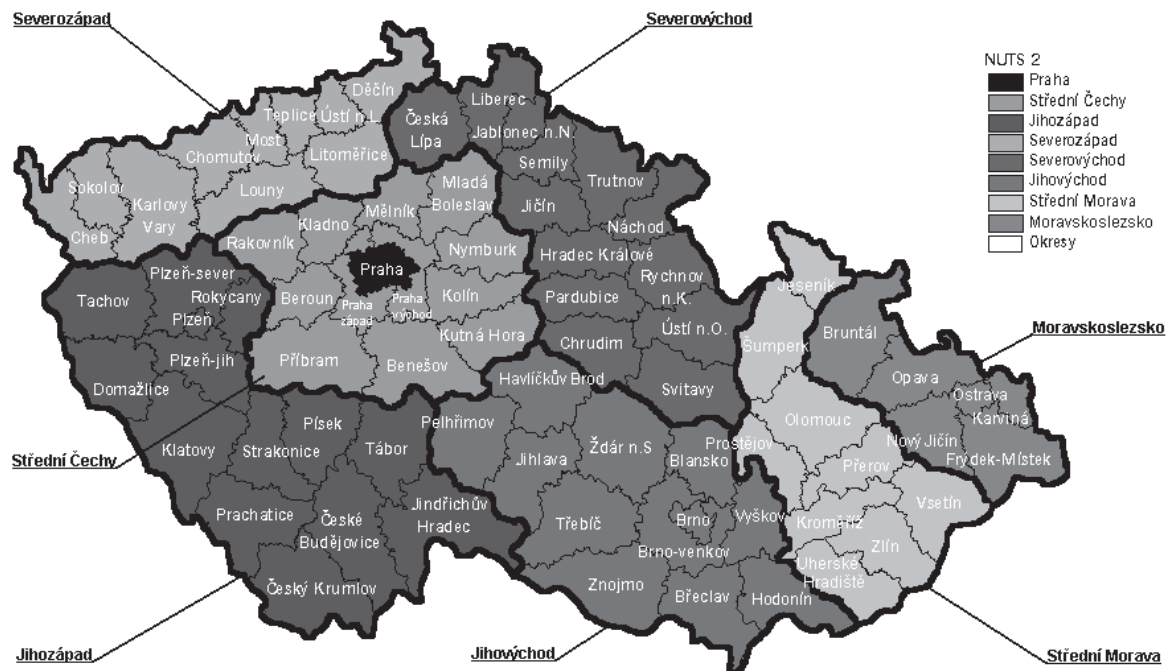 Severozápad
Severovýchod
NUTS 2
Praha
Střední Čechy
Jihozápad
Severozápad
Severovýchod
Jihovýchod
Střední Morava
Moravskoslezsko
Okresy
Děčín
Teplice
Ústí n.L.
Most
Chomutov
Litoměřice
Louny
Sokolov
Karlovy
Vary
Cheb
Česká
Lípa
Liberec
Jablonec n.N.
Semily
Trutnov
Jičín
Náchod
Hradec Králové
Rychnov
n.K.
Pardubice
Ústí n.O.
Chrudim
Svitavy
Mladá
Boleslav
Mělník
Kladno
Rakovník
Nymburk
Praha
Beroun
Praha
západ
Praha
východ
Kolín
Kutná Hora
Příbram
Benešov
Plzeň-sever
Tachov
Rokycany
Plzeň
Plzeň-jih
Domažlice
Klatovy
Písek
Strakonice
Tábor
Prachatice
České
Budějovice
Jindřichův
Hradec
Český Krumlov
Havlíčkův Brod
Pelhřimov
Jihlava
Žďár n.S
Blansko
Třebíč
Brno
Vyškov
Brno-venkov
Znojmo
Břeclav
Hodonín
Jeseník
Šumperk
Olomouc
Prostějov
Přerov
Kroměříž
Vsetín
Zlín
Uherské
Hradiště
Bruntál
Opava
Ostrava
Karviná
Nový Jičín
Frýdek-Místek
Moravskoslezsko
Střední Čechy
Jihozápad
Jihovýchod
Střední Morava